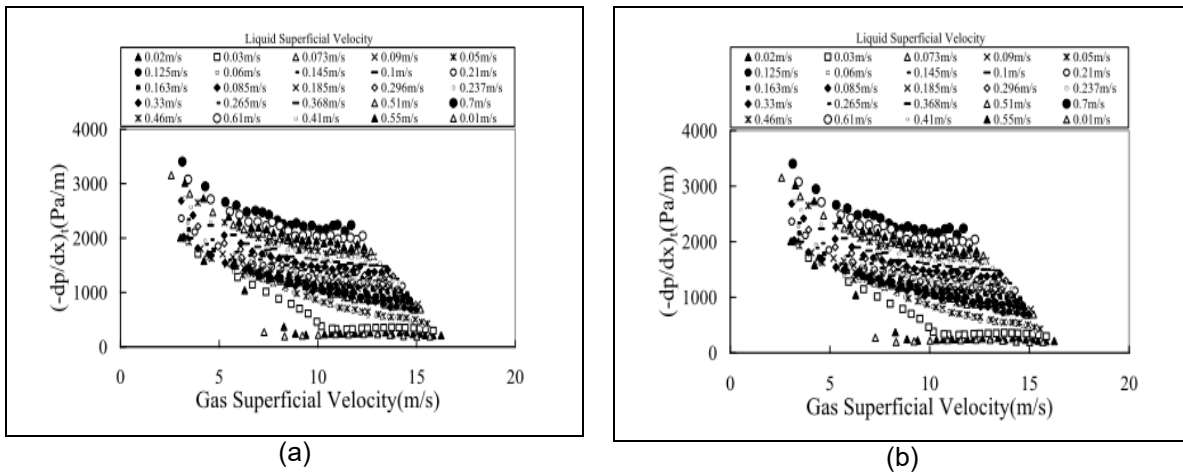 Liquid Superficial Velocity
▲ 0.02m/s □ 0.03m/s △ 0.073m/s × 0.09m/s ж 0.05m/s
● 0.125m/s 0.06m/s 0.145m/s 0.1m/s ○ 0.21m/s
0.163m/s ◆ 0.085m/s × 0.185m/s ◇ 0.296m/s 0.237m/s
◆ 0.33m/s 0.265m/s 0.368m/s △ 0.51m/s ● 0.7m/s
ж 0.46m/s ○ 0.61m/s 0.41m/s ▲ 0.55m/s △ 0.01m/s
4000
3000
2000
1000
0
(-dp/dx)t(Pa/m)
0 5 10 15 20
Gas Superficial Velocity(m/s)
(a)
Liquid Superficial Velocity
▲ 0.02m/s □ 0.03m/s △ 0.073m/s × 0.09m/s ж 0.05m/s
● 0.125m/s 0.06m/s 0.145m/s 0.1m/s ○ 0.21m/s
0.163m/s ◆ 0.085m/s × 0.185m/s ◇ 0.296m/s 0.237m/s
◆ 0.33m/s 0.265m/s 0.368m/s △ 0.51m/s ● 0.7m/s
ж 0.46m/s ○ 0.61m/s 0.41m/s ▲ 0.55m/s △ 0.01m/s
4000
3000
2000
1000
0
(-dp/dx)t(Pa/m)
0 5 10 15 20
Gas Superficial Velocity(m/s)
(b)